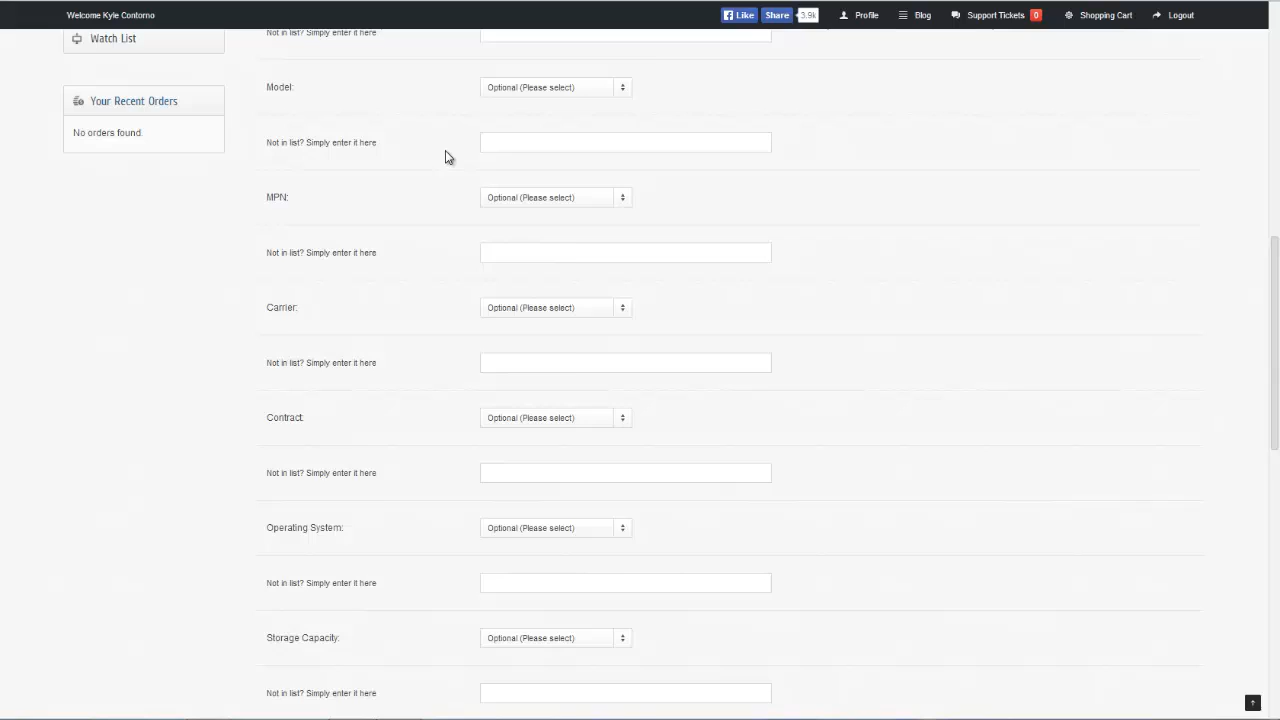 Welcome Kyle Contorno
Like Share 3.9k Profile Blog Support Tickets 0 Shopping Cart Logout
Watch List
Your Recent Orders
No orders found.
Not in list? Simply enter it here
Model: Optional (Please select)
Not in list? Simply enter it here
MPN: Optional (Please select)
Not in list? Simply enter it here
Carrier: Optional (Please select)
Not in list? Simply enter it here
Contract: Optional (Please select)
Not in list? Simply enter it here
Operating System: Optional (Please select)
Not in list? Simply enter it here
Storage Capacity: Optional (Please select)
Not in list? Simply enter it here